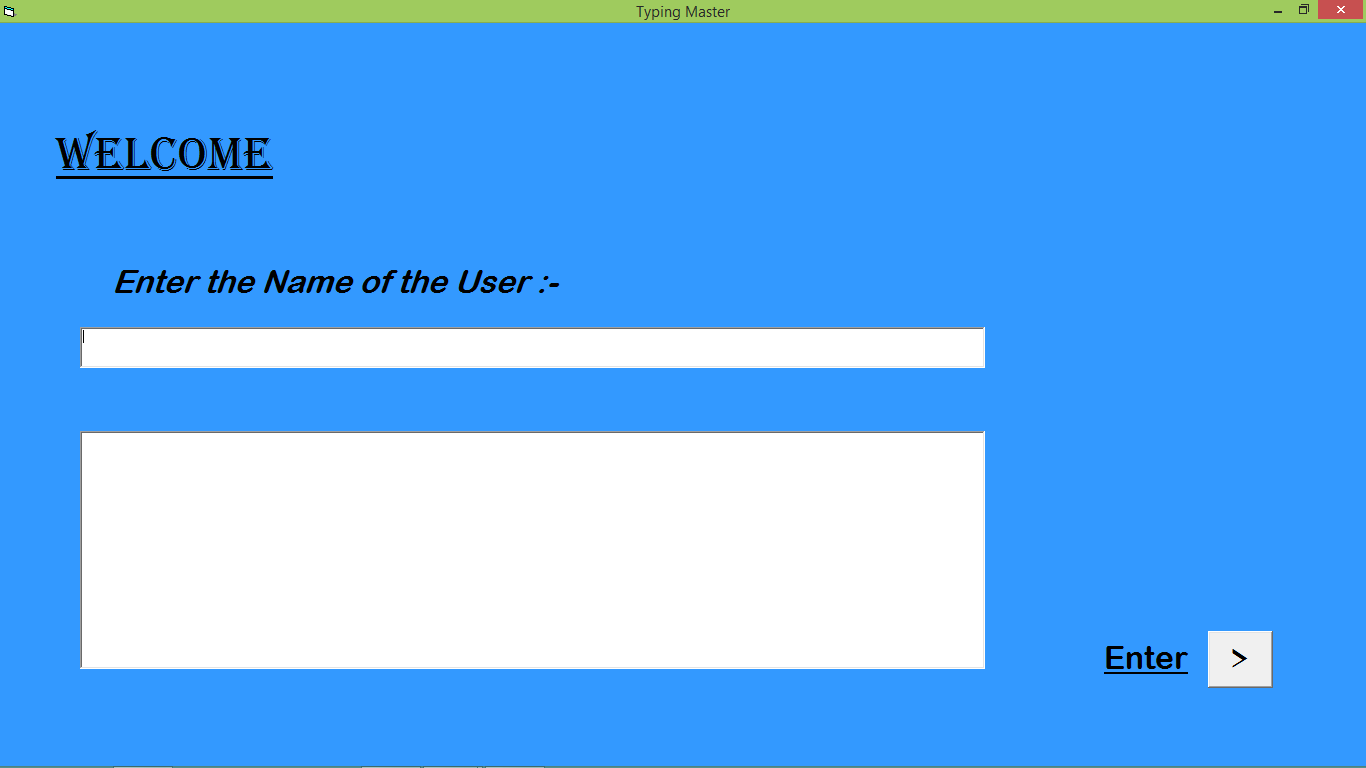 Typing Master
WELCOME
Enter the Name of the User :-
Enter >